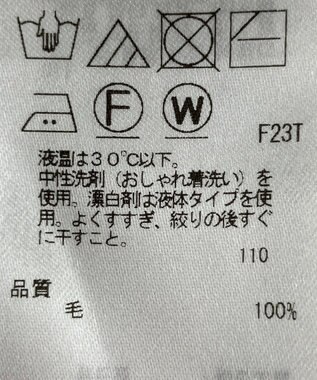 F W
F23T
液温は30℃以下。
中性洗剤（おしゃれ着洗い）を
使用。漂白剤は液体タイプを使
用。よくすすぎ、絞りの後すぐ
に干すこと。
110
品質
毛 100%